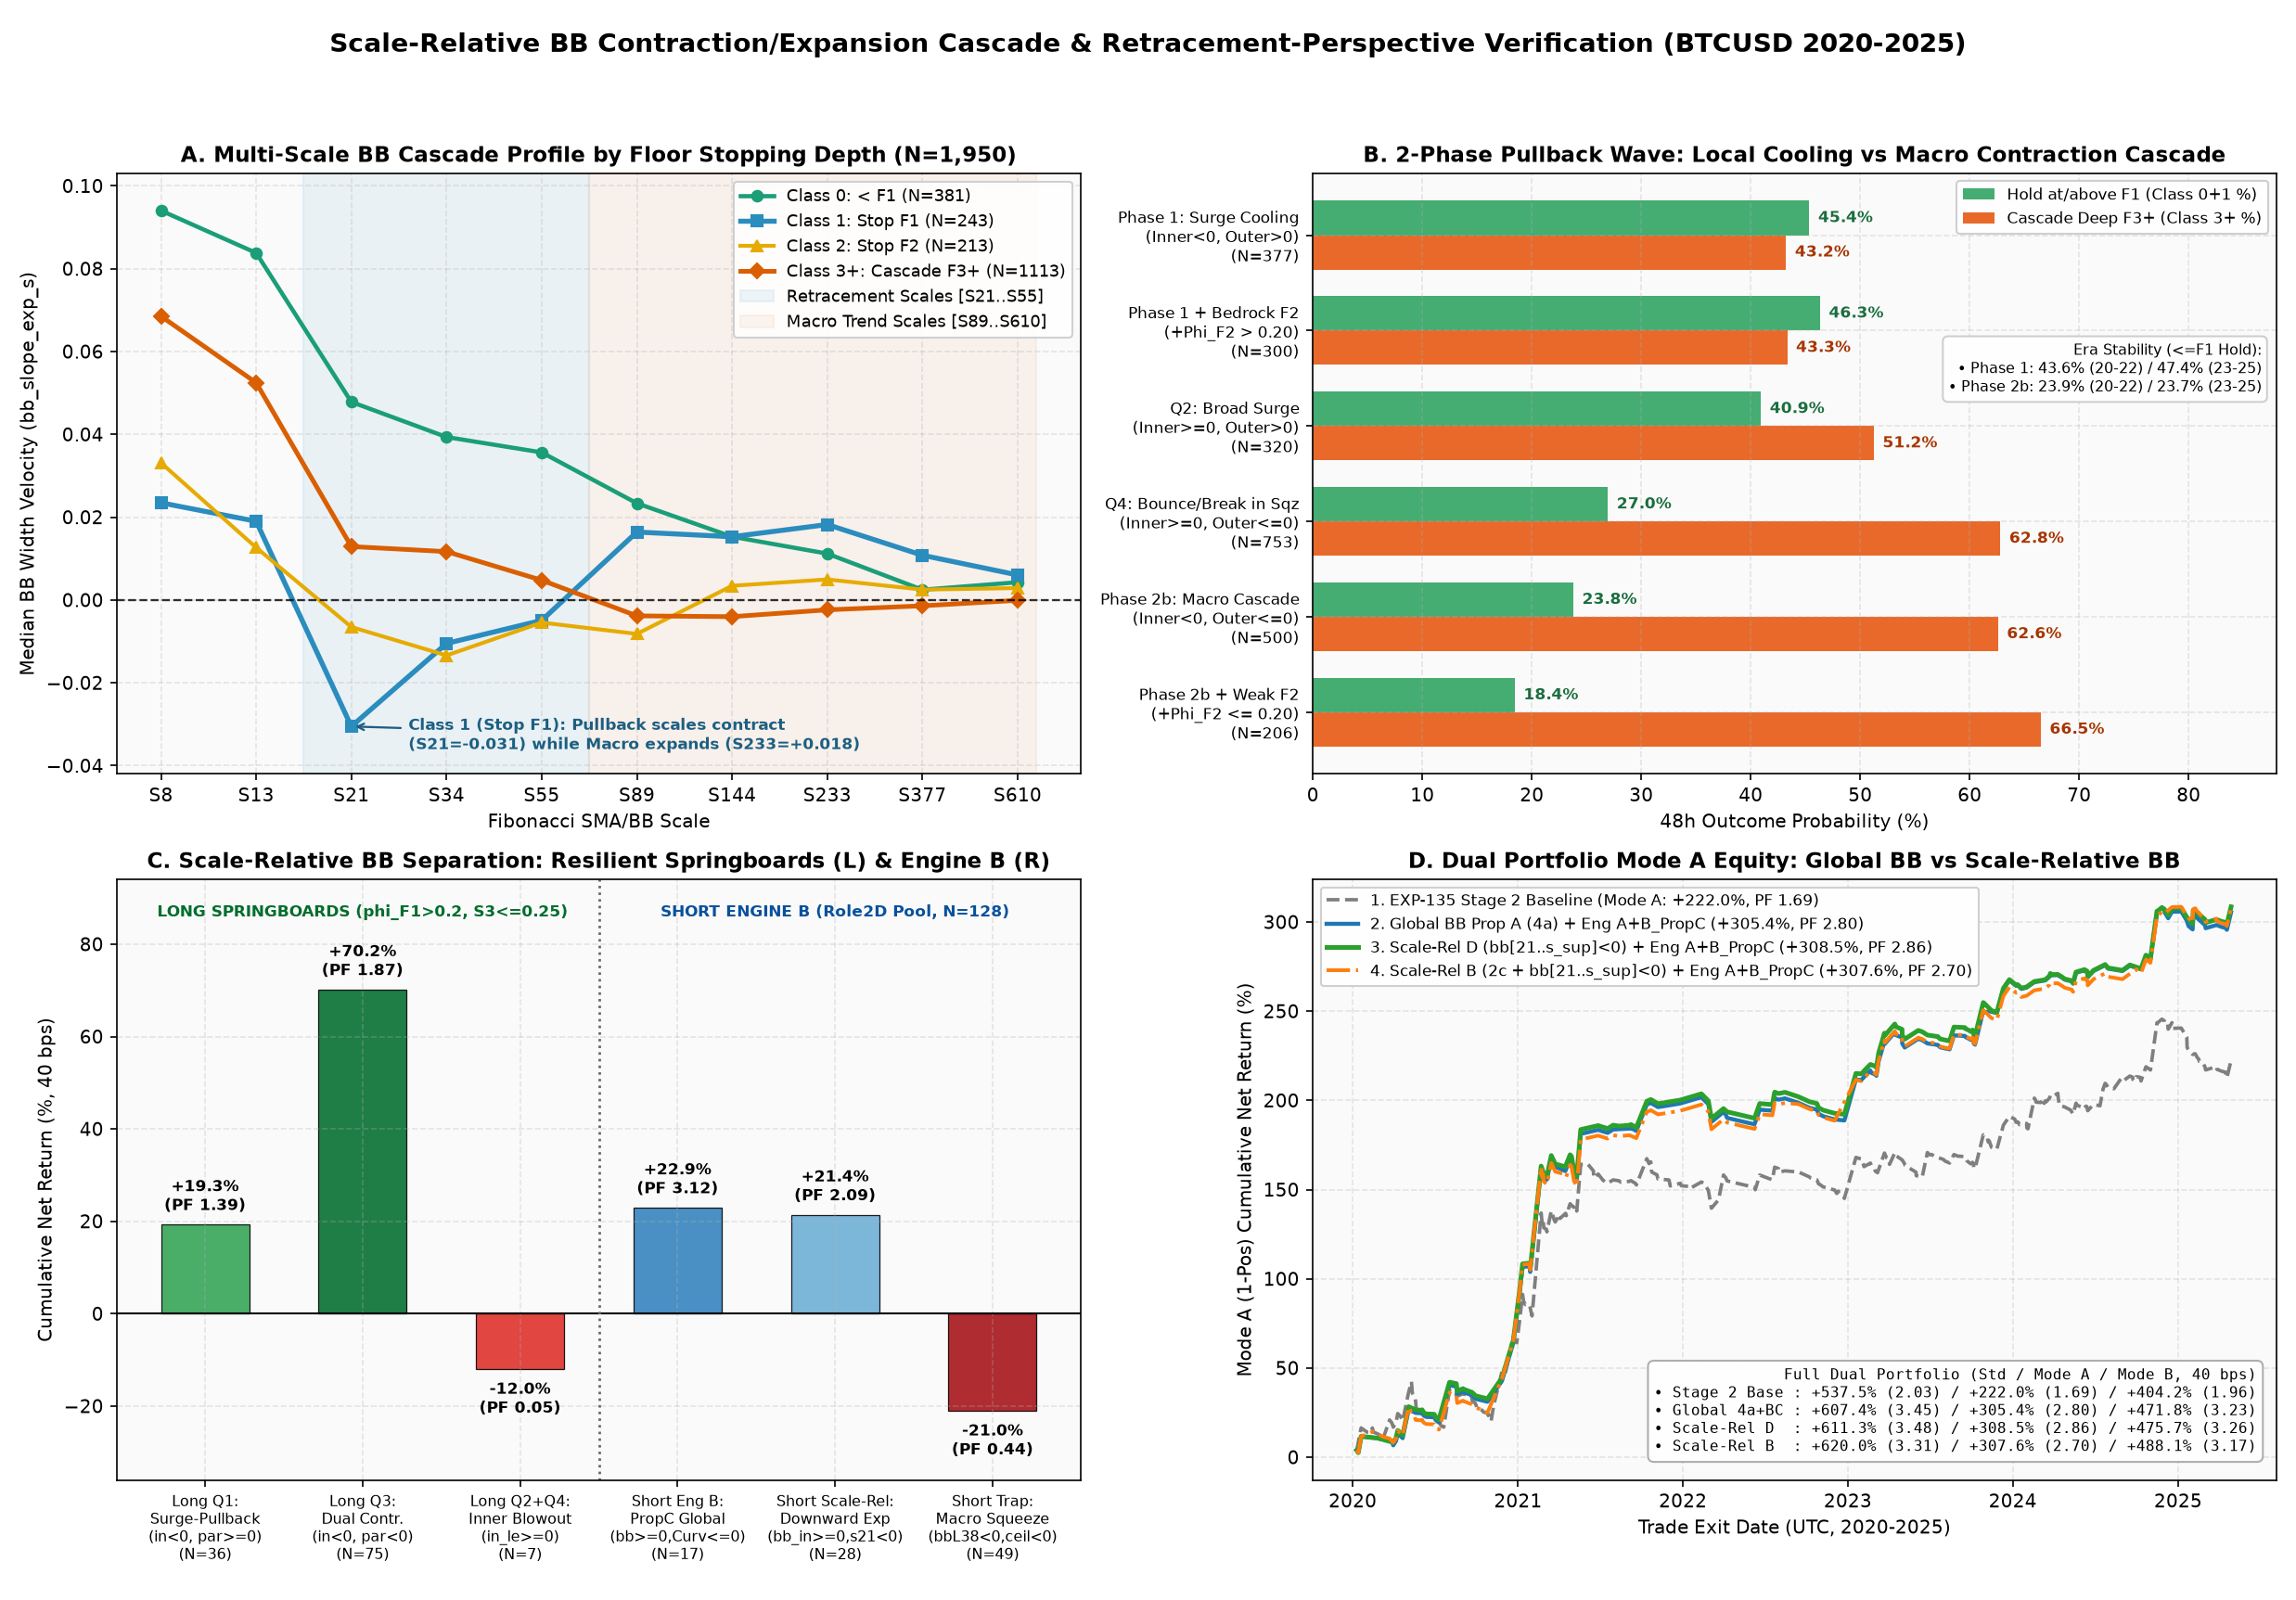 Scale-Relative BB Contraction/Expansion Cascade & Retracement-Perspective Verification (BTCUSD 2020-2025)
A. Multi-Scale BB Cascade Profile by Floor Stopping Depth (N=1,950)
Median BB Width Velocity (bb_slope_exp_s)
0.10
0.08
0.06
0.04
0.02
0.00
−0.02
−0.04
Class 0: < F1 (N=381)
Class 1: Stop F1 (N=243)
Class 2: Stop F2 (N=213)
Class 3+: Cascade F3+ (N=1113)
Retracement Scales [S21..S55]
Macro Trend Scales [S89..S610]
Class 1 (Stop F1): Pullback scales contract
(S21=-0.031) while Macro expands (S233=+0.018)
S8 S13 S21 S34 S55 S89 S144 S233 S377 S610
Fibonacci SMA/BB Scale
B. 2-Phase Pullback Wave: Local Cooling vs Macro Contraction Cascade
Hold at/above F1 (Class 0+1 %)
Cascade Deep F3+ (Class 3+ %)
Phase 1: Surge Cooling
(Inner<0, Outer>0)
(N=377)
45.4%
43.2%
Phase 1 + Bedrock F2
(+Phi_F2 > 0.20)
(N=300)
46.3%
43.3%
Era Stability (<=F1 Hold):
• Phase 1: 43.6% (20-22) / 47.4% (23-25)
• Phase 2b: 23.9% (20-22) / 23.7% (23-25)
Q2: Broad Surge
(Inner>=0, Outer>0)
(N=320)
40.9%
51.2%
Q4: Bounce/Break in Sqz
(Inner>=0, Outer<=0)
(N=753)
27.0%
62.8%
Phase 2b: Macro Cascade
(Inner<0, Outer<=0)
(N=500)
23.8%
62.6%
Phase 2b + Weak F2
(+Phi_F2 <= 0.20)
(N=206)
18.4%
66.5%
0 10 20 30 40 50 60 70 80
48h Outcome Probability (%)
C. Scale-Relative BB Separation: Resilient Springboards (L) & Engine B (R)
Cumulative Net Return (%, 40 bps)
80
60
40
20
0
−20
LONG SPRINGBOARDS (phi_F1>0.2, S3<=0.25)
SHORT ENGINE B (Role2D Pool, N=128)
+19.3%
(PF 1.39)
+70.2%
(PF 1.87)
-12.0%
(PF 0.05)
+22.9%
(PF 3.12)
+21.4%
(PF 2.09)
-21.0%
(PF 0.44)
Long Q1:
Surge-Pullback
(in<0, par>=0)
(N=36)
Long Q3:
Dual Contr.
(in<0, par<0)
(N=75)
Long Q2+Q4:
Inner Blowout
(in_le>=0)
(N=7)
Short Eng B:
PropC Global
(bb>=0,Curv<=0)
(N=17)
Short Scale-Rel:
Downward Exp
(bb_in>=0,s21<0)
(N=28)
Short Trap:
Macro Squeeze
(bbL38<0,ceil<0)
(N=49)
D. Dual Portfolio Mode A Equity: Global BB vs Scale-Relative BB
Mode A (1-Pos) Cumulative Net Return (%)
300
250
200
150
100
50
0
1. EXP-135 Stage 2 Baseline (Mode A: +222.0%, PF 1.69)
2. Global BB Prop A (4a) + Eng A+B_PropC (+305.4%, PF 2.80)
3. Scale-Rel D (bb[21..s_sup]<0) + Eng A+B_PropC (+308.5%, PF 2.86)
4. Scale-Rel B (2c + bb[21..s_sup]<0) + Eng A+B_PropC (+307.6%, PF 2.70)
Full Dual Portfolio (Std / Mode A / Mode B, 40 bps)
• Stage 2 Base : +537.5% (2.03) / +222.0% (1.69) / +404.2% (1.96)
• Global 4a+BC : +607.4% (3.45) / +305.4% (2.80) / +471.8% (3.23)
• Scale-Rel D : +611.3% (3.48) / +308.5% (2.86) / +475.7% (3.26)
• Scale-Rel B : +620.0% (3.31) / +307.6% (2.70) / +488.1% (3.17)
2020 2021 2022 2023 2024 2025
Trade Exit Date (UTC, 2020-2025)